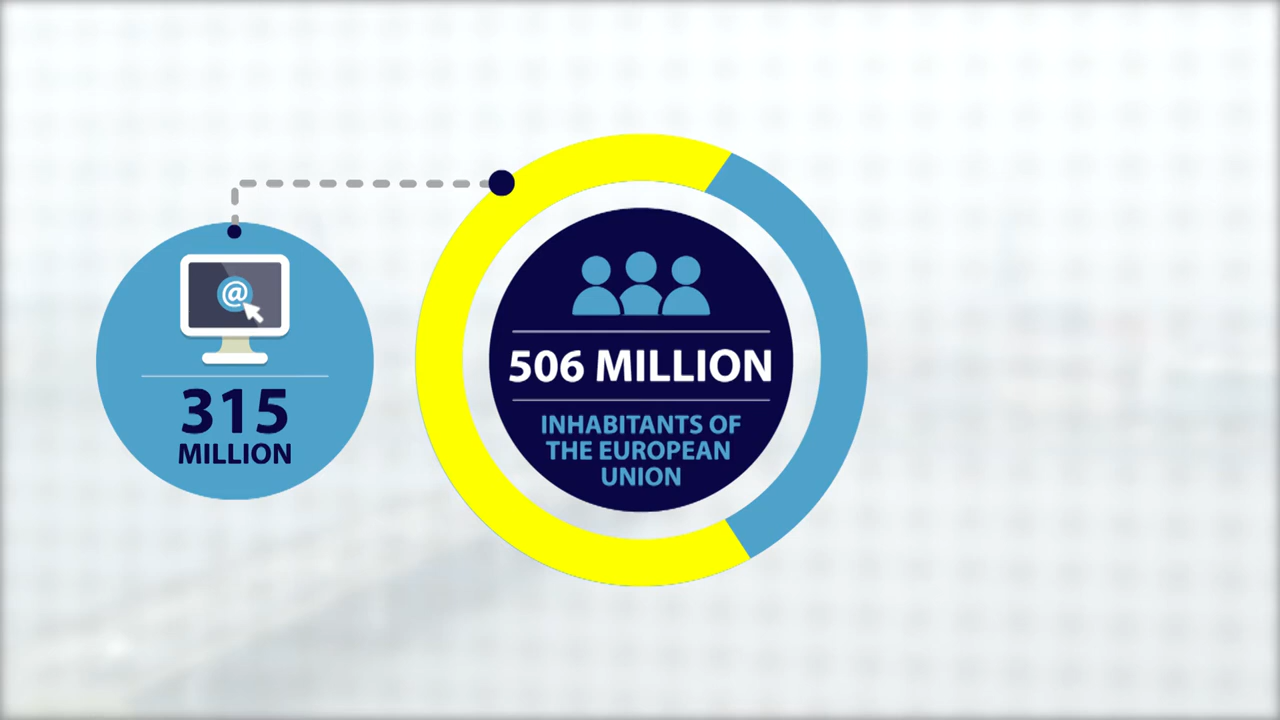 @
315
MILLION
506 MILLION
INHABITANTS OF
THE EUROPEAN
UNION